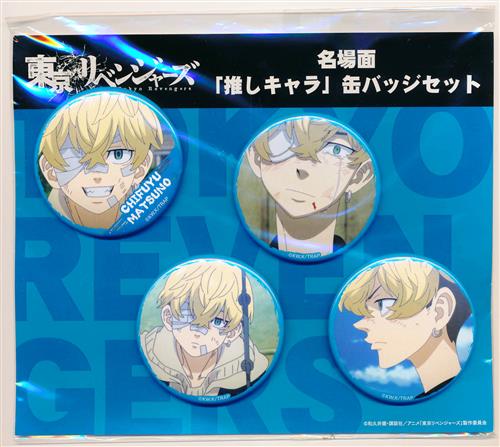 東京リベンジャーズ
Tokyo Revengers
名場面
「推しキャラ」缶バッジセット
TOKYO
REVEN
GERS
CHIFUYU
MATSUNO
©KWK/TRAP
©KWK/TRAP
©KWK/TRAP
©KWK/TRAP
©和久井健・講談社／アニメ「東京リベンジャーズ」製作委員会